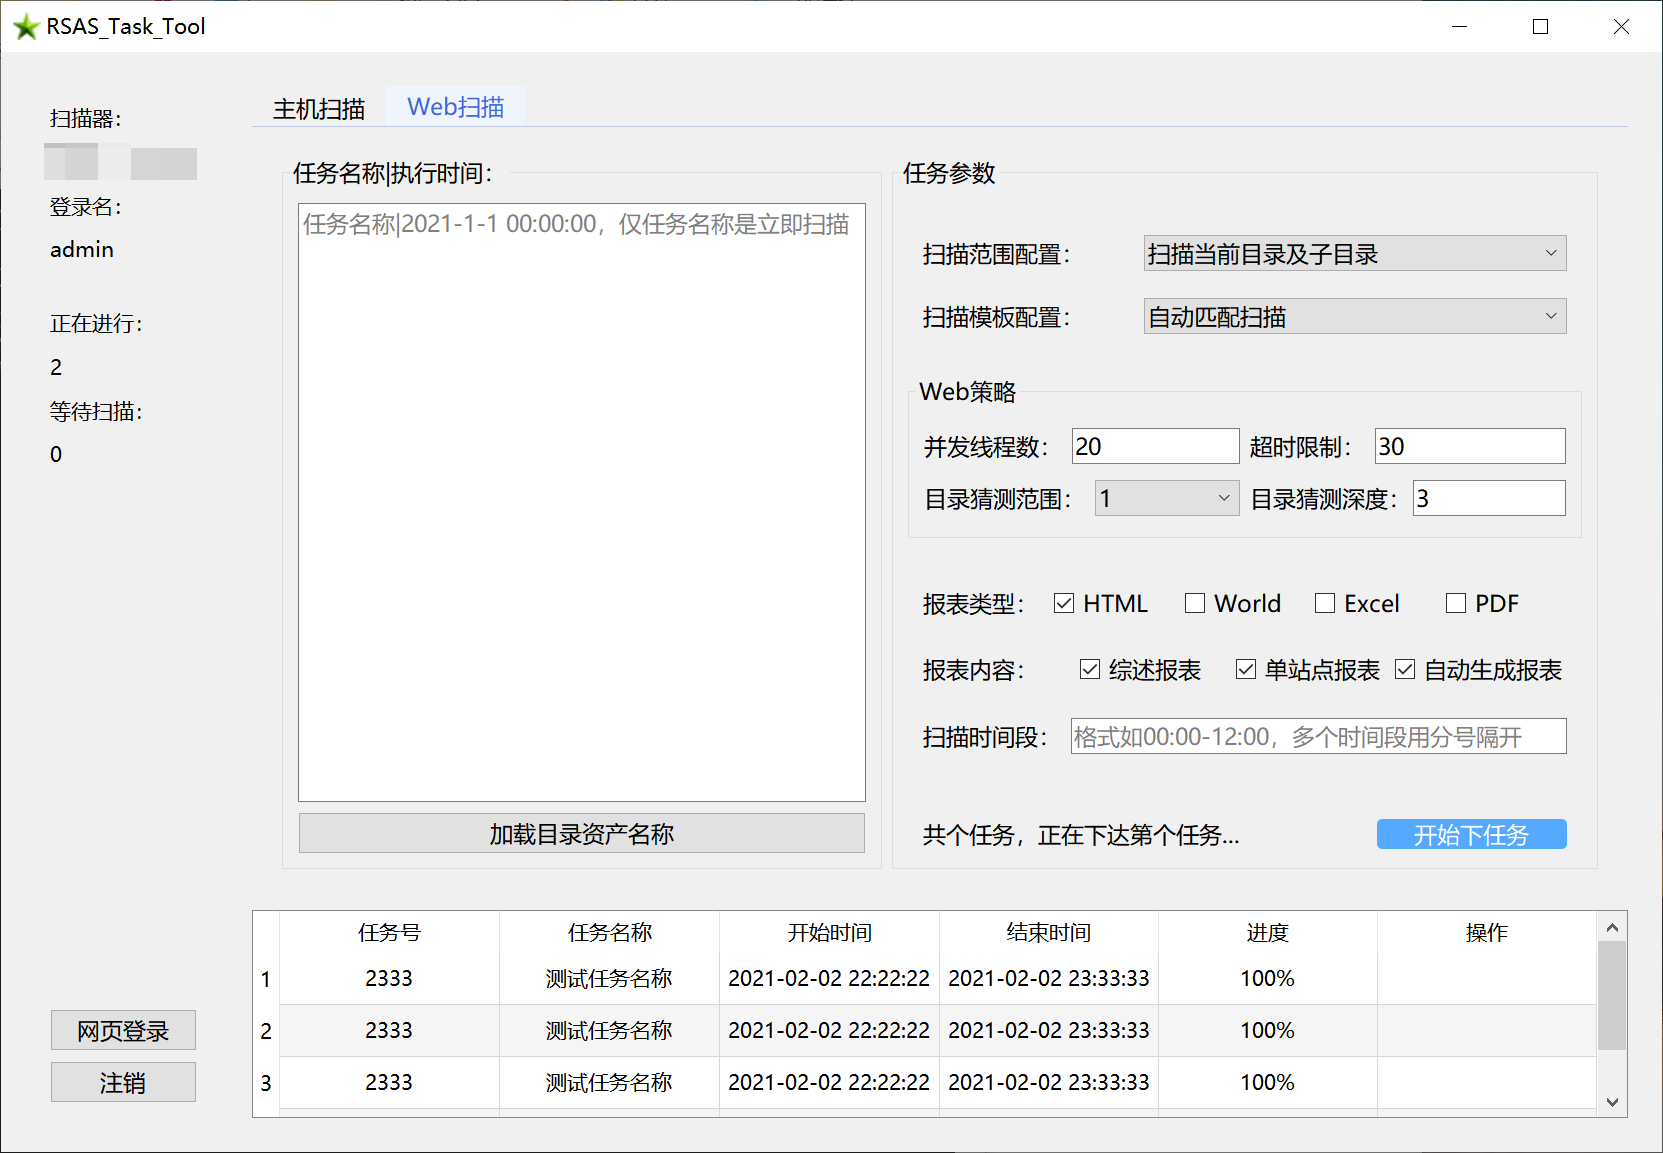 RSAS_Task_Tool
扫描器：
登录名：
admin
正在进行：
2
等待扫描：
0
网页登录
注销
主机扫描 Web扫描
任务名称|执行时间：
任务名称|2021-1-1 00:00:00，仅任务名称是立即扫描
加载目录资产名称
任务参数
扫描范围配置： 扫描当前目录及子目录
扫描模板配置： 自动匹配扫描
Web策略
并发线程数： 20 超时限制： 30
目录猜测范围： 1 目录猜测深度： 3
报表类型： HTML World Excel PDF
报表内容： 综述报表 单站点报表 自动生成报表
扫描时间段： 格式如00:00-12:00，多个时间段用分号隔开
共个任务，正在下达第个任务... 开始下任务
任务号 任务名称 开始时间 结束时间 进度 操作
1 2333 测试任务名称 2021-02-02 22:22:22 2021-02-02 23:33:33 100%
2 2333 测试任务名称 2021-02-02 22:22:22 2021-02-02 23:33:33 100%
3 2333 测试任务名称 2021-02-02 22:22:22 2021-02-02 23:33:33 100%